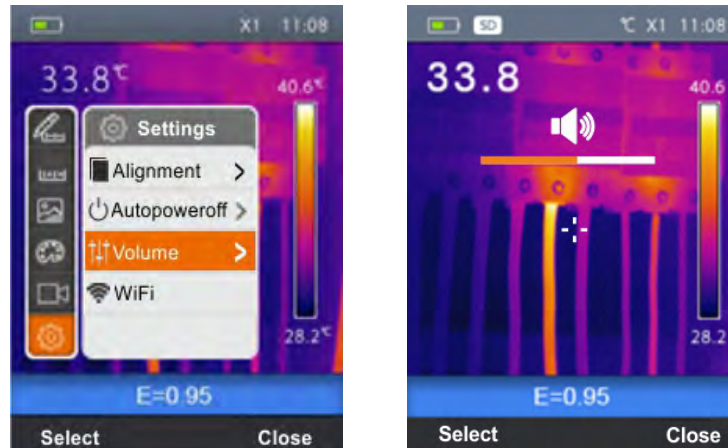 X1 11:08
33.8℃
40.6℃
Settings
Alignment >
Autopoweroff >
Volume >
WiFi
28.2℃
E=0.95
Select Close
SD ℃ X1 11:08
33.8
40.6
28.2
E=0.95
Select Close